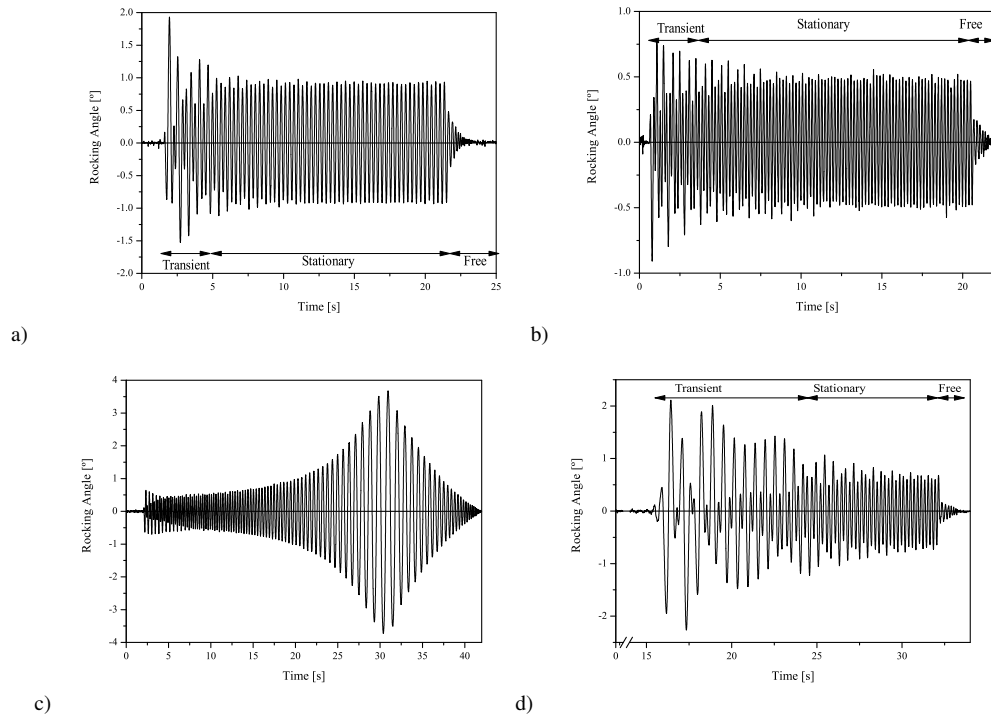 2.0
1.5
1.0
0.5
0.0
-0.5
-1.0
-1.5
-2.0
Rocking Angle [º]
Transient
Stationary
Free
0
5
10
15
20
25
Time [s]
a)
1.0
0.5
0.0
-0.5
-1.0
Rocking Angle [º]
Transient
Stationary
Free
0
5
10
15
20
Time [s]
b)
4
3
2
1
0
-1
-2
-3
-4
Rocking Angle [º]
0
5
10
15
20
25
30
35
40
Time [s]
c)
2
1
0
-1
-2
Rocking Angle [º]
Transient
Stationary
Free
0
15
20
25
30
Time [s]
d)